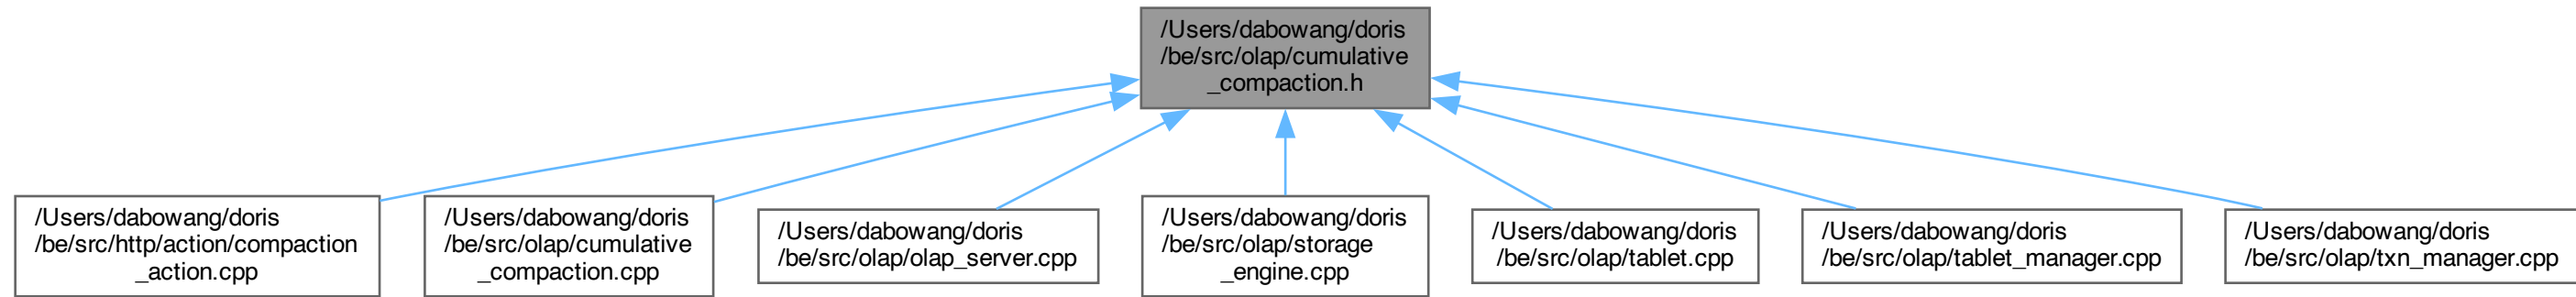 /Users/dabowang/doris
/be/src/olap/cumulative
_compaction.h
/Users/dabowang/doris
/be/src/http/action/compaction
_action.cpp
/Users/dabowang/doris
/be/src/olap/cumulative
_compaction.cpp
/Users/dabowang/doris
/be/src/olap/olap_server.cpp
/Users/dabowang/doris
/be/src/olap/storage
_engine.cpp
/Users/dabowang/doris
/be/src/olap/tablet.cpp
/Users/dabowang/doris
/be/src/olap/tablet_manager.cpp
/Users/dabowang/doris
/be/src/olap/txn_manager.cpp